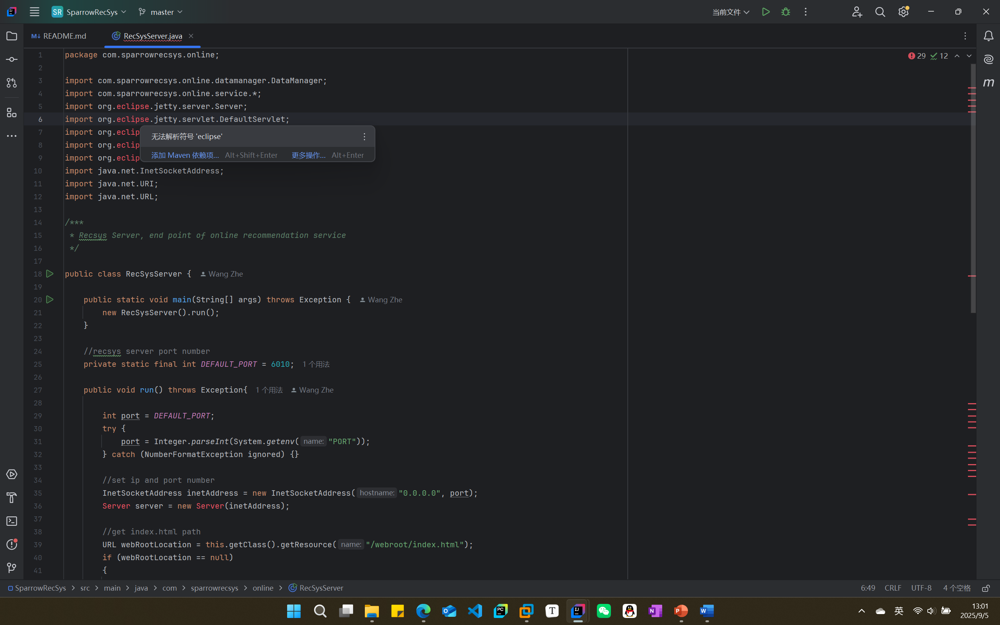 SR SparrowRecSys master 当前文件
README.md RecSysServer.java
29 12
1 package com.sparrowrecsys.online;
2
3 import com.sparrowrecsys.online.datamanager.DataManager;
4 import com.sparrowrecsys.online.service.*;
5 import org.eclipse.jetty.server.Server;
6 import org.eclipse.jetty.servlet.DefaultServlet;
7 import org.eclip
无法解析符号 'eclipse'
8 import org.eclip
9 import org.eclip
添加 Maven 依赖项... Alt+Shift+Enter 更多操作... Alt+Enter
10 import java.net.InetSocketAddress;
11 import java.net.URI;
12 import java.net.URL;
13
14 /***
15 * Recsys Server, end point of online recommendation service
16 */
17
18 public class RecSysServer { Wang Zhe
19
20 public static void main(String[] args) throws Exception { Wang Zhe
21 new RecSysServer().run();
22 }
23
24 //recsys server port number
25 private static final int DEFAULT_PORT = 6010; 1 个用法
26
27 public void run() throws Exception{ 1 个用法 Wang Zhe
28
29 int port = DEFAULT_PORT;
30 try {
31 port = Integer.parseInt(System.getenv( name: "PORT"));
32 } catch (NumberFormatException ignored) {}
33
34 //set ip and port number
35 InetSocketAddress inetAddress = new InetSocketAddress( hostname: "0.0.0.0", port);
36 Server server = new Server(inetAddress);
37
38 //get index.html path
39 URL webRootLocation = this.getClass().getResource( name: "/webroot/index.html");
40 if (webRootLocation == null)
41 {
SparrowRecSys > src > main > java > com > sparrowrecsys > online > RecSysServer
6:49 CRLF UTF-8 4 个空格
英
13:01
2025/9/5